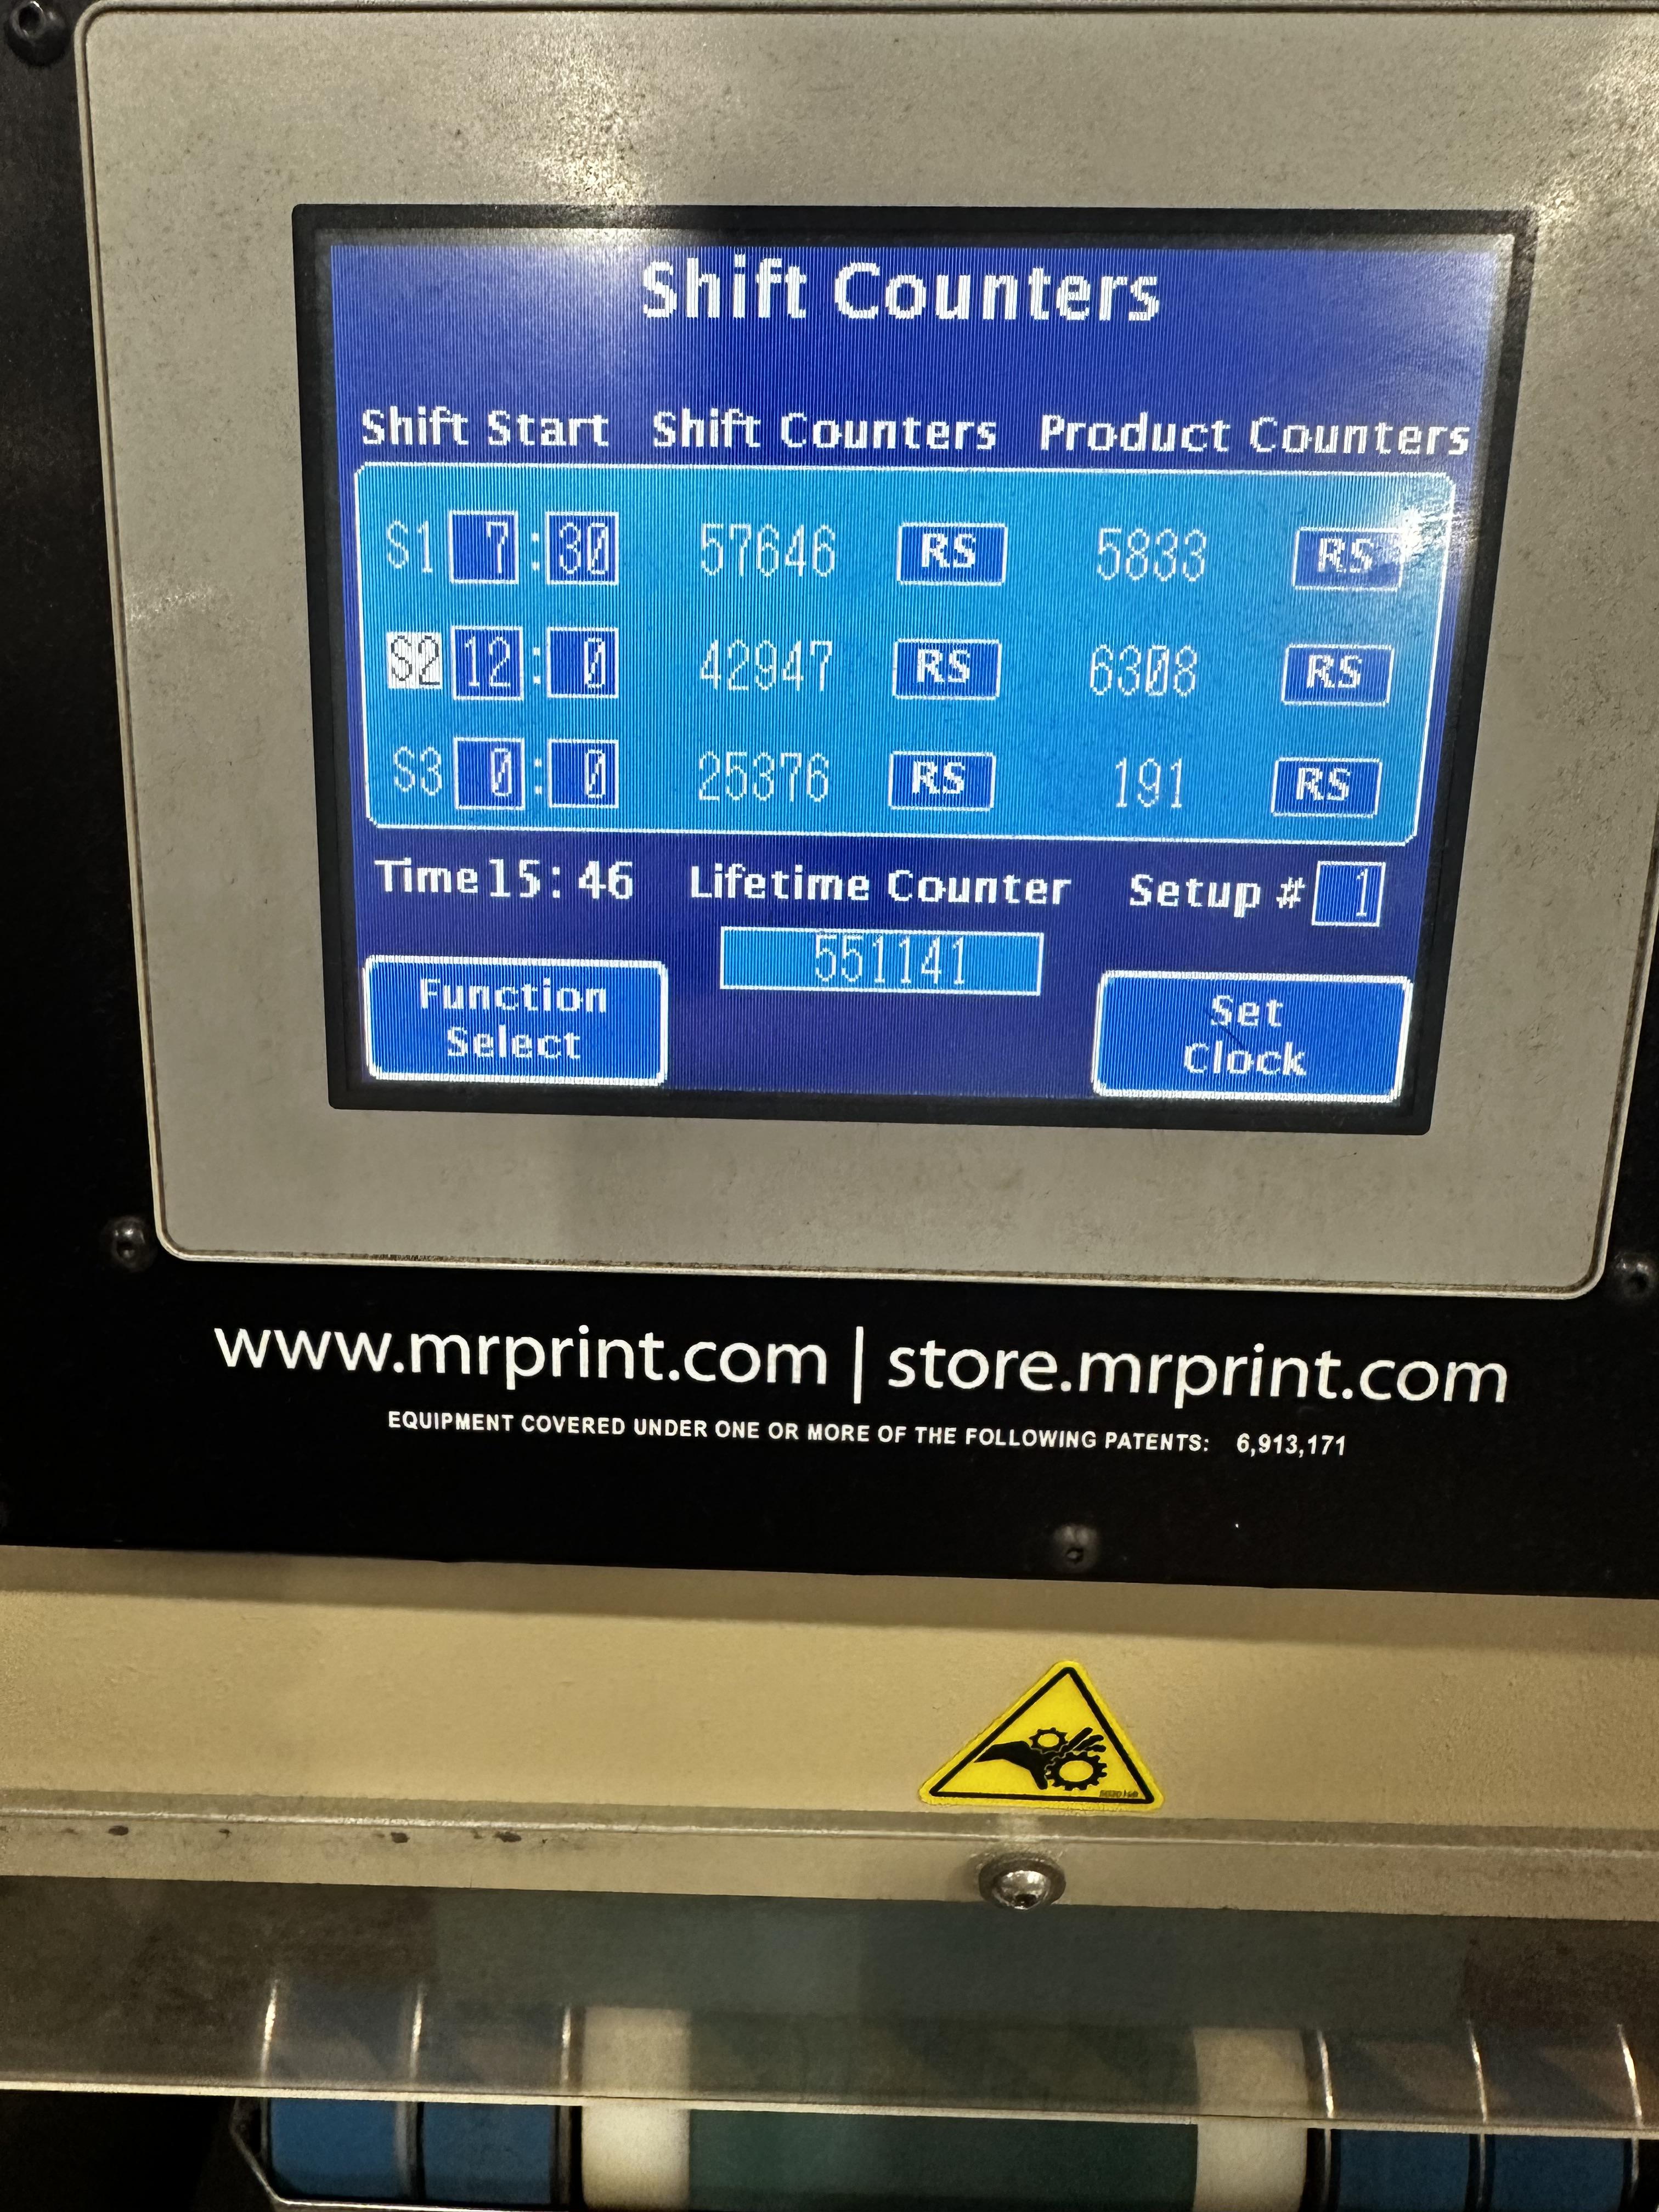 Shift Counters
Shift Start Shift Counters Product Counters
S1 7:30 57646 RS 5833 RS
S2 12:0 42947 RS 6308 RS
S3 0:0 25376 RS 191 RS
Time 15:46 Lifetime Counter Setup # 1
551141
Function
Select
Set
Clock
www.mrprint.com | store.mrprint.com
EQUIPMENT COVERED UNDER ONE OR MORE OF THE FOLLOWING PATENTS: 6,913,171